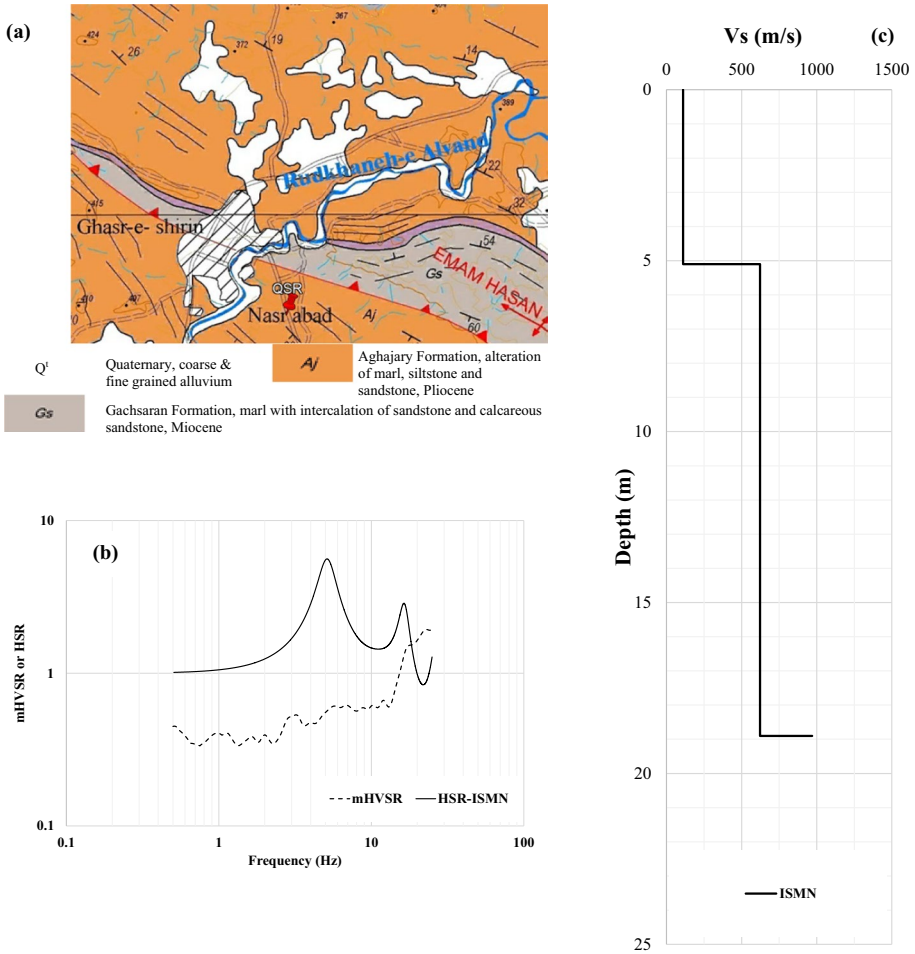 (a)
424
26
372
19
367
14
389
Rudkhaneh-e Alvand
22
32
415
Ghasr-e- shirin
54
Gs
EMAM HASAN
QSR
Nasr abad
Aj
60
407
Qt
Quaternary, coarse &
fine grained alluvium
Aj
Aghajary Formation, alteration
of marl, siltstone and
sandstone, Pliocene
Gs
Gachsaran Formation, marl with intercalation of sandstone and calcareous
sandstone, Miocene
(b)
10
1
0.1
mHVSR or HSR
0.1
1
10
100
Frequency (Hz)
mHVSR
HSR-ISMN
Vs (m/s)
(c)
0
500
1000
1500
0
5
10
15
20
25
Depth (m)
ISMN